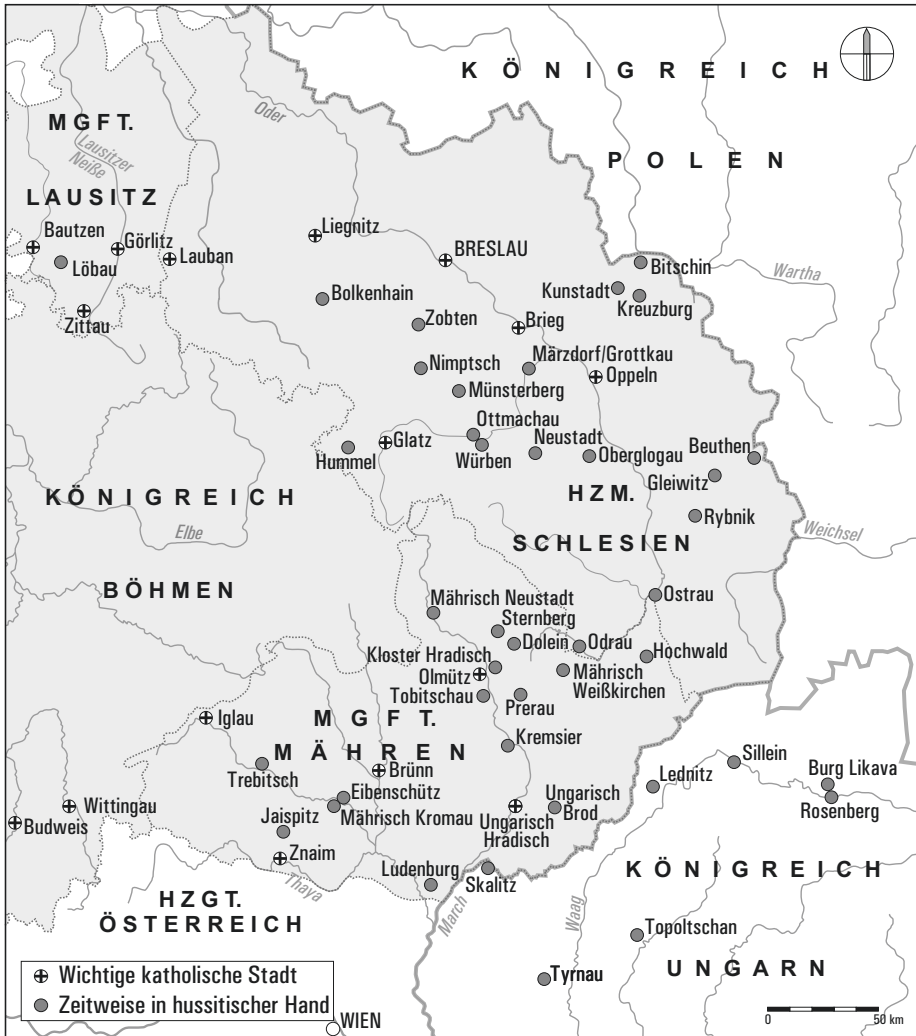 KÖNIGREICH
POLEN
MGFT.
LAUSITZ
Oder
Lausitzer
Neiße
Bautzen
Görlitz
Löbau
Lauban
Zittau
Liegnitz
BRESLAU
Bolkenhain
Zobten
Brieg
Bitschin
Kunstadt
Kreuzburg
Wartha
Nimptsch
Märzdorf/Grottkau
Oppeln
Münsterberg
Ottmachau
Glatz
Hummel
Würben
Neustadt
Oberglogau
Beuthen
Gleiwitz
Rybnik
KÖNIGREICH
Elbe
BÖHMEN
HZM.
SCHLESIEN
Weichsel
Mährisch Neustadt
Sternberg
Dolein
Odrau
Ostrau
Hochwald
Kloster Hradisch
Olmütz
Tobitschau
Mährisch
Weißkirchen
Prerau
Iglau
MGFT.
MÄHREN
Kremsier
Trebitsch
Brünn
Eibenschütz
Mährisch Kromau
Wittingau
Budweis
Jaispitz
Znaim
Thaya
Ungarisch
Hradisch
Ungarisch
Brod
Lednitz
Sillein
Burg Likava
Rosenberg
Ludenburg
Skalitz
March
Waag
HZGT.
ÖSTERREICH
KÖNIGREICH
UNGARN
Topoltschan
Tyrnau
Wichtige katholische Stadt
Zeitweise in hussitischer Hand
WIEN
0 50 km